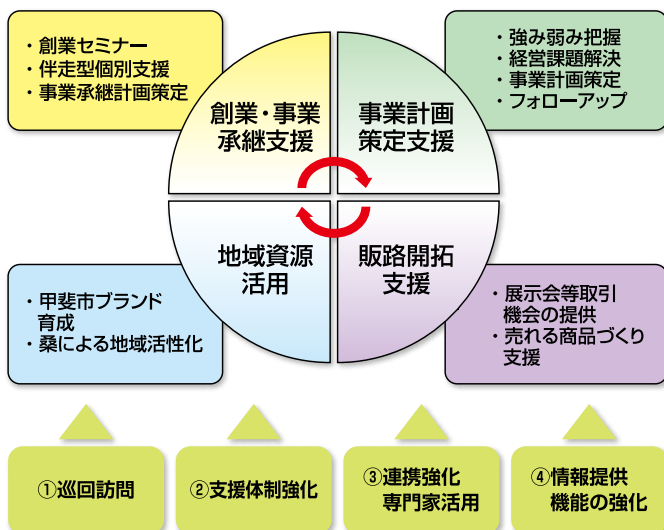 ・創業セミナー
・伴走型個別支援
・事業承継計画策定
・強み弱み把握
・経営課題解決
・事業計画策定
・フォローアップ
創業・事業
承継支援
事業計画
策定支援
地域資源
活用
販路開拓
支援
・甲斐市ブランド
育成
・桑による地域活性化
・展示会等取引
機会の提供
・売れる商品づくり
支援
①巡回訪問
②支援体制強化
③連携強化
専門家活用
④情報提供
機能の強化